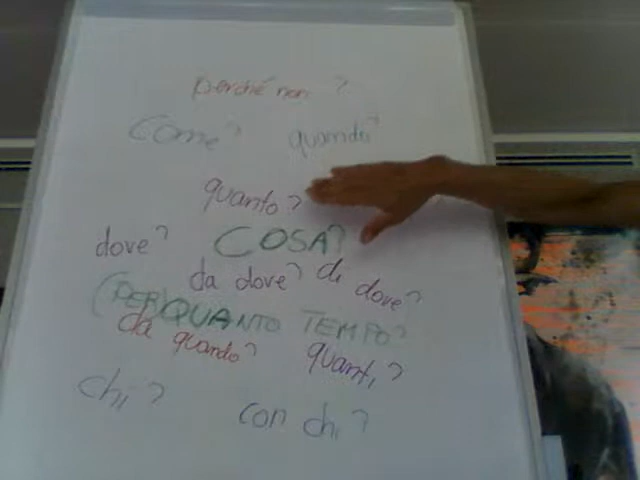 perché non ?
Come? quando?
quanto?
dove? COSA?
da dove? di dove?
(PER)QUANTO TEMPO?
da quando? quanti?
chi? con chi?